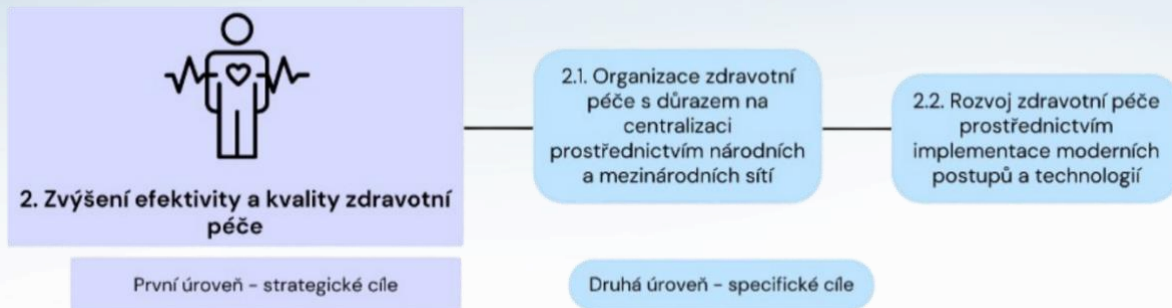 2. Zvýšení efektivity a kvality zdravotní
péče
2.1. Organizace zdravotní
péče s důrazem na
centralizaci
prostřednictvím národních
a mezinárodních sítí
2.2. Rozvoj zdravotní péče
prostřednictvím
implementace moderních
postupů a technologií
První úroveň – strategické cíle
Druhá úroveň – specifické cíle